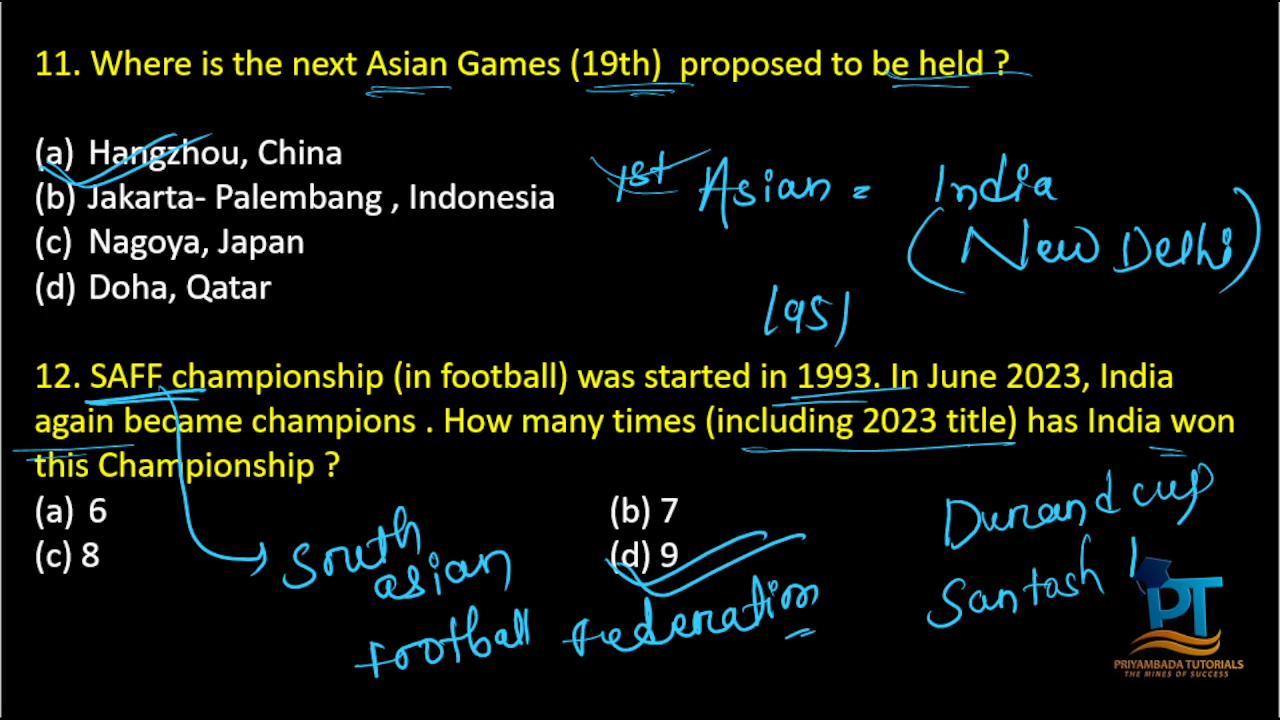 11. Where is the next Asian Games (19th) proposed to be held ?
(a) Hangzhou, China
(b) Jakarta- Palembang , Indonesia
(c) Nagoya, Japan
(d) Doha, Qatar
1st Asian = India
(New Delhi)
1951
12. SAFF championship (in football) was started in 1993. In June 2023, India
again became champions . How many times (including 2023 title) has India won
this Championship ?
(a) 6
(b) 7
(c) 8
(d) 9
South
asian
Football Federation
Durand cup
Santosh
PT
PRIYAMBADA TUTORIALS
THE MINES OF SUCCESS